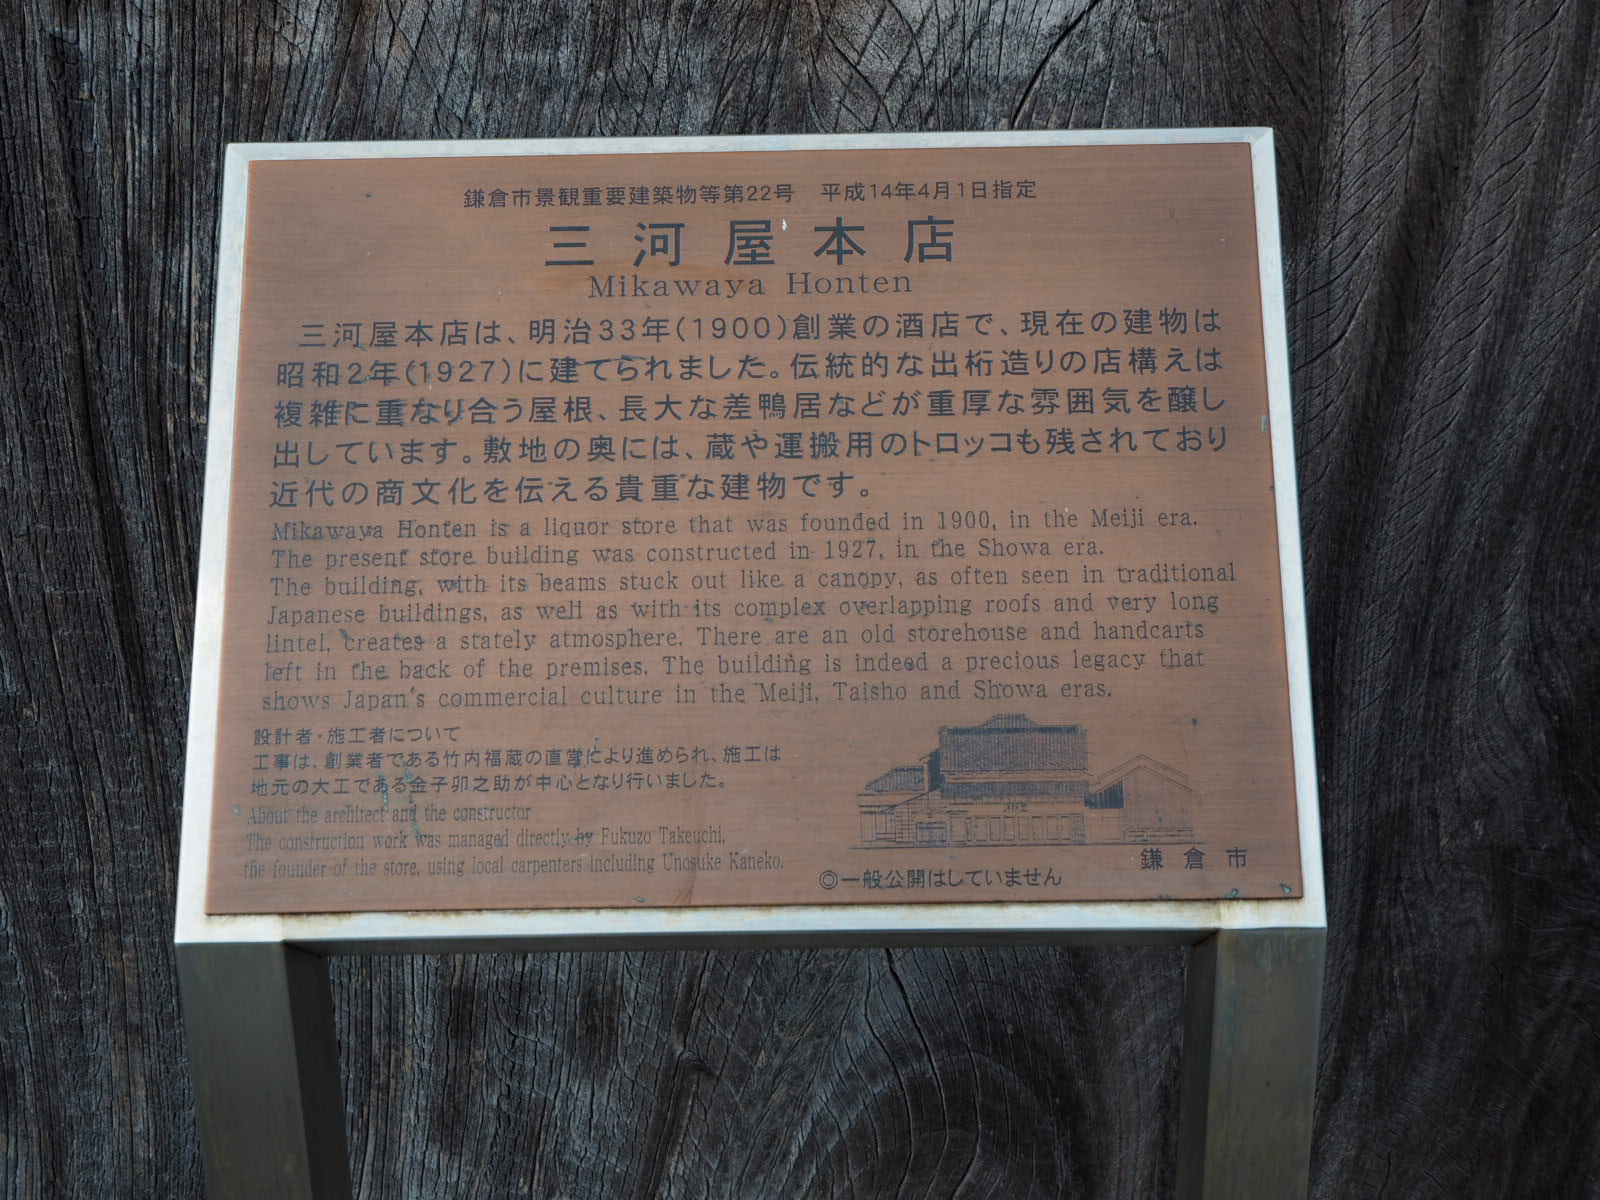 鎌倉市景観重要建築物等第22号　平成14年4月1日指定
三河屋本店
Mikawaya Honten
三河屋本店は、明治33年(1900)創業の酒店で、現在の建物は
昭和2年(1927)に建てられました。伝統的な出桁造りの店構えは
複雑に重なり合う屋根、長大な差鴨居などが重厚な雰囲気を醸し
出しています。敷地の奥には、蔵や運搬用のトロッコも残されており
近代の商文化を伝える貴重な建物です。
Mikawaya Honten is a liquor store that was founded in 1900, in the Meiji era.
The present store building was constructed in 1927, in the Showa era.
The building, with its beams stuck out like a canopy, as often seen in traditional
Japanese buildings, as well as with its complex overlapping roofs and very long
lintel, creates a stately atmosphere. There are an old storehouse and handcarts
left in the back of the premises. The building is indeed a precious legacy that
shows Japan's commercial culture in the Meiji, Taisho and Showa eras.
設計者・施工者について
工事は、創業者である竹内福蔵の直営により進められ、施工は
地元の大工である金子卯之助が中心となり行いました。
About the architect and the constructor
The construction work was managed directly by Fukuzo Takeuchi,
the founder of the store, using local carpenters including Unosuke Kaneko.
鎌倉市
◎一般公開はしていません